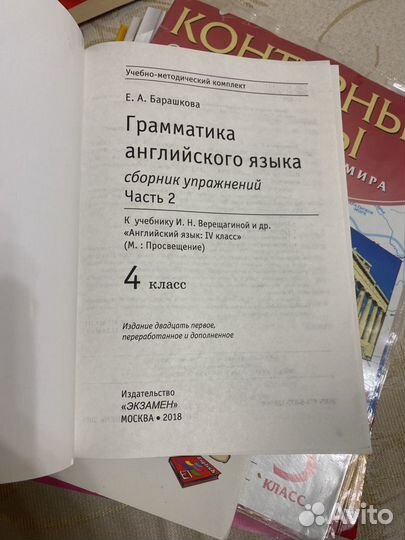 Учебно-методический комплект
Е. А. Барашкова
Грамматика
английского языка
сборник упражнений
Часть 2
К учебнику И. Н. Верещагиной и др.
«Английский язык: IV класс»
(М. : Просвещение)
4 класс
Издание двадцать первое,
переработанное и дополненное
Издательство
«ЭКЗАМЕН»
МОСКВА • 2018
КОНТУРНЫ
Ы
МИРА
КЛАСС
Avito